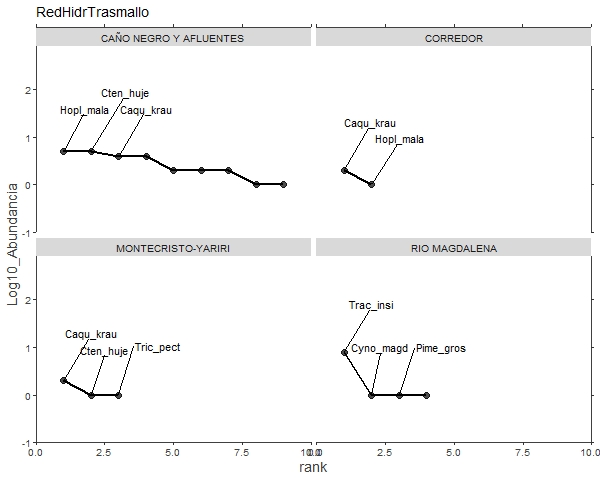 RedHidrTrasmallo
CAÑO NEGRO Y AFLUENTES
CORREDOR
2
1
0
-1
Hopl_mala
Cten_huje
Caqu_krau
Caqu_krau
Hopl_mala
MONTECRISTO-YARIRI
RIO MAGDALENA
2
1
0
-1
Caqu_krau
Cten_huje
Tric_pect
Trac_insi
Cyno_magd
Pime_gros
0.0 2.5 5.0 7.5 10.0
0.0 2.5 5.0 7.5 10.0
rank
Log10_Abundancia